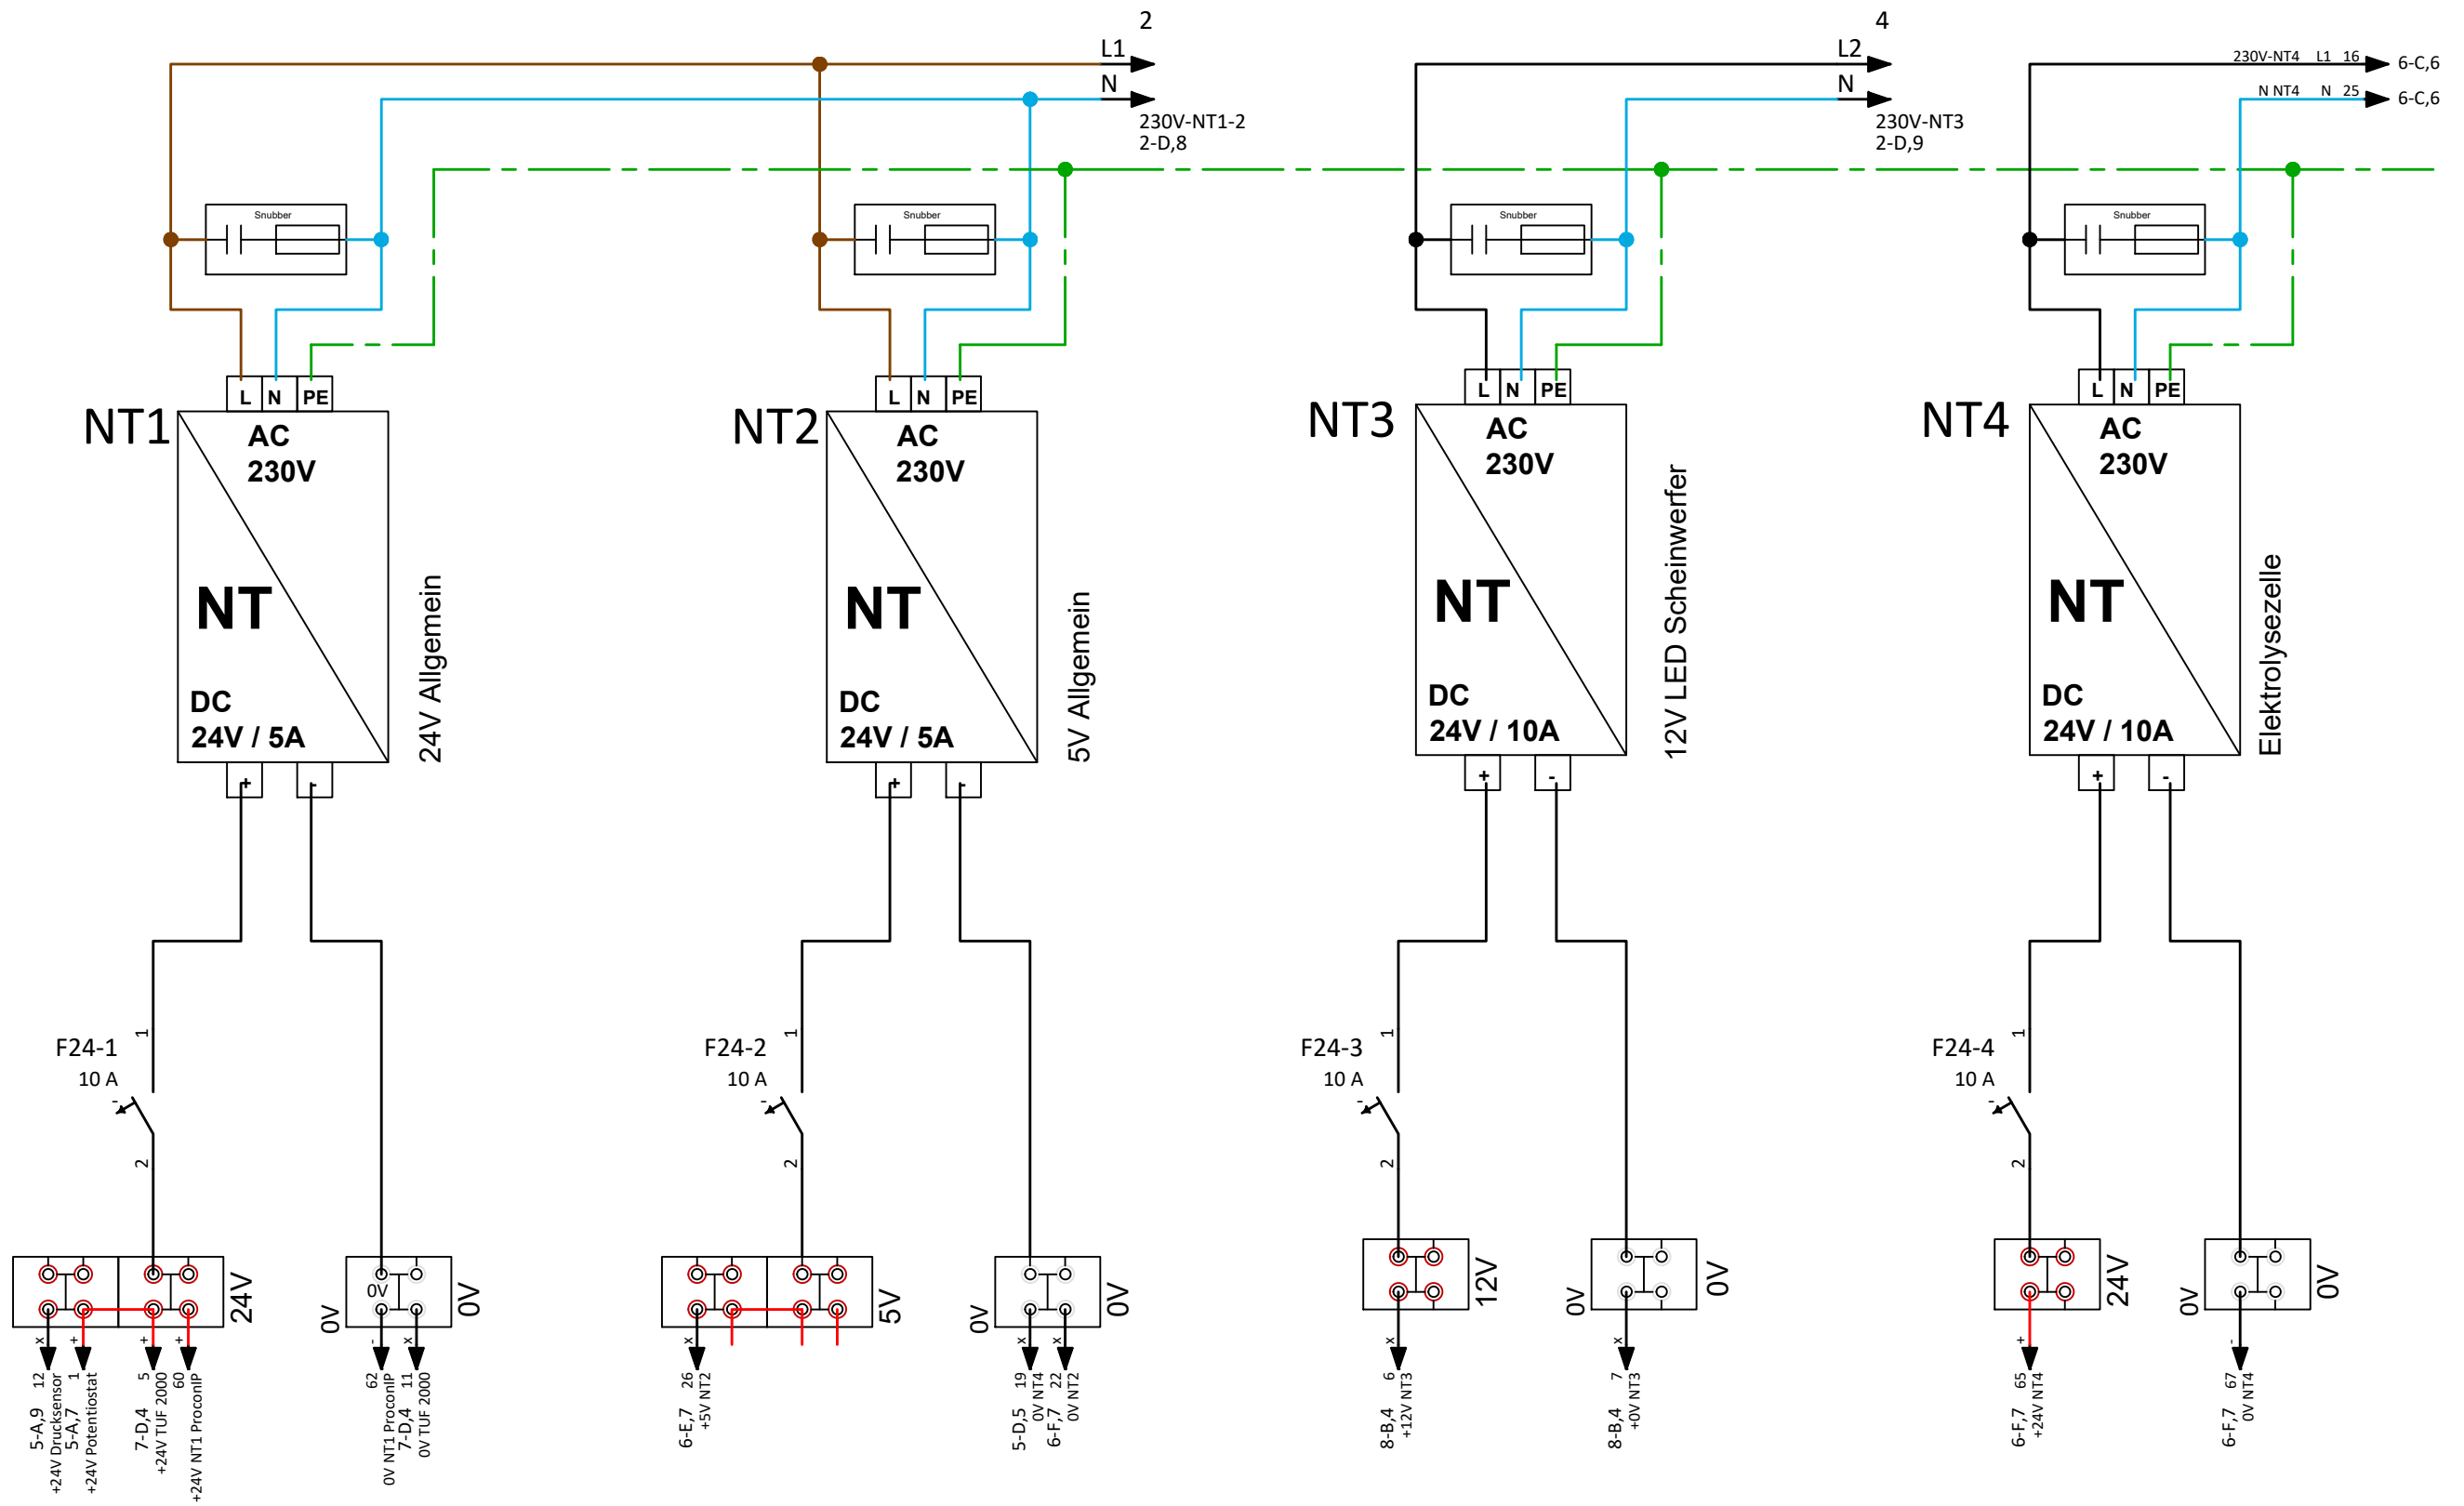 2
L1
N
230V-NT1-2
2-D,8
4
L2
N
230V-NT3
2-D,9
230V-NT4 L1 16
6-C,6
N NT4 N 25
6-C,6
Snubber
Snubber
Snubber
Snubber
NT1
L N PE
AC
230V
NT
DC
24V / 5A
+ -
24V Allgemein
NT2
L N PE
AC
230V
NT
DC
24V / 5A
+ -
5V Allgemein
NT3
L N PE
AC
230V
NT
DC
24V / 10A
+ -
12V LED Scheinwerfer
NT4
L N PE
AC
230V
NT
DC
24V / 10A
+ -
Elektrolysezelle
1
F24-1
10 A
-
2
1
F24-2
10 A
-
2
1
F24-3
10 A
-
2
1
F24-4
10 A
-
2
24V
0V
0V
0V
5V
0V
0V
12V
0V
0V
24V
0V
0V
x
12
5-A,9
+24V Drucksensor
+
1
5-A,7
+24V Potentiostat
+
5
7-D,4
+24V TUF 2000
+
60
+24V NT1 ProconIP
-
62
0V NT1 ProconIP
x
11
7-D,4
0V TUF 2000
x
26
6-E,7
+5V NT2
x
19
5-D,5
0V NT4
x
22
6-F,7
0V NT2
x
6
8-B,4
+12V NT3
x
7
8-B,4
+0V NT3
+
65
6-F,7
+24V NT4
-
67
6-F,7
0V NT4